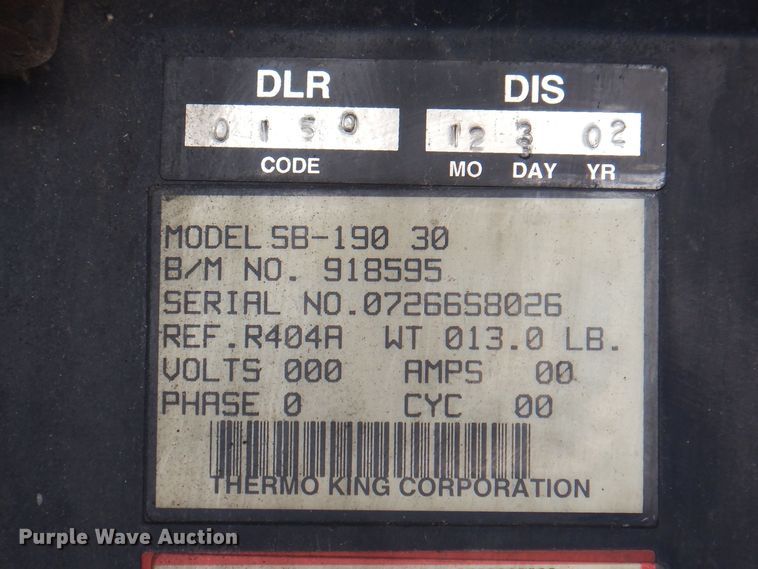 DLR DIS
0150 12 3 02
CODE MO DAY YR
MODEL SB-190 30
B/M NO. 918595
SERIAL NO.0726658026
REF.R404A WT 013.0 LB.
VOLTS 000 AMPS 00
PHASE 0 CYC 00
THERMO KING CORPORATION
Purple Wave Auction